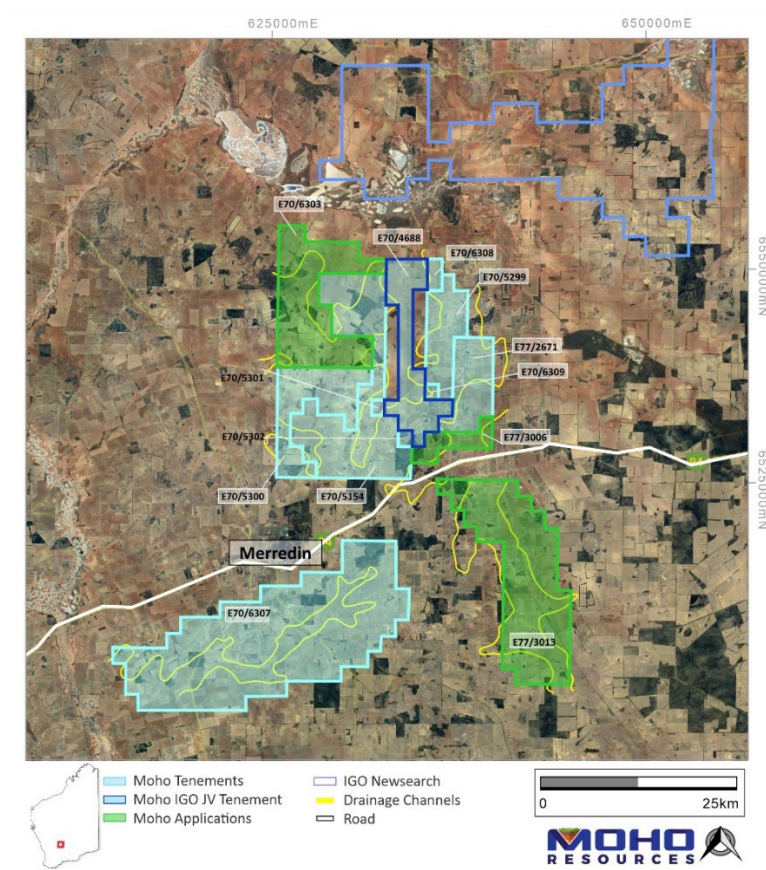 625000mE
650000mE
E70/6303
E70/4688
E70/6308
E70/5299
6550000mN
E77/2671
E70/5301
E70/6309
E70/5302
E77/3006
6525000mN
E70/5300
E70/5154
Merredin
E70/6307
E77/3013
Moho Tenements
Moho IGO JV Tenement
Moho Applications
IGO Newsearch
Drainage Channels
Road
0
25km
MOHO
RESOURCES